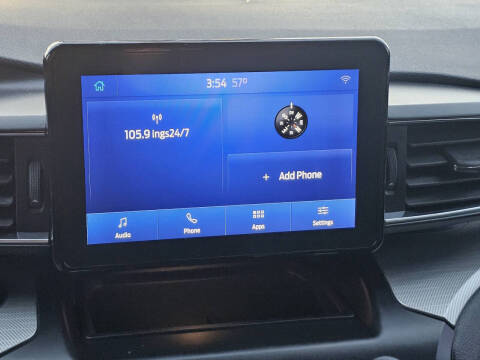 3:54 57°
105.9 ings24/7
+ Add Phone
Audio Phone Apps Settings